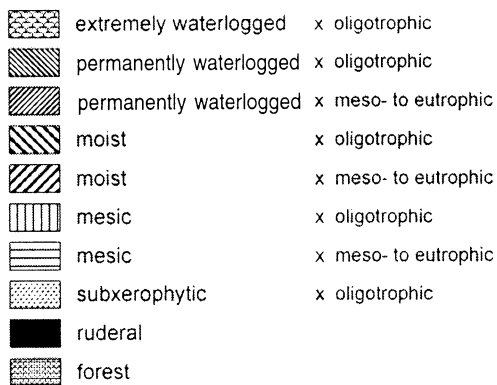 extremely waterlogged x oligotrophic
permanently waterlogged x oligotrophic
permanently waterlogged x meso- to eutrophic
moist x oligotrophic
moist x meso- to eutrophic
mesic x oligotrophic
mesic x meso- to eutrophic
subxerophytic x oligotrophic
ruderal
forest